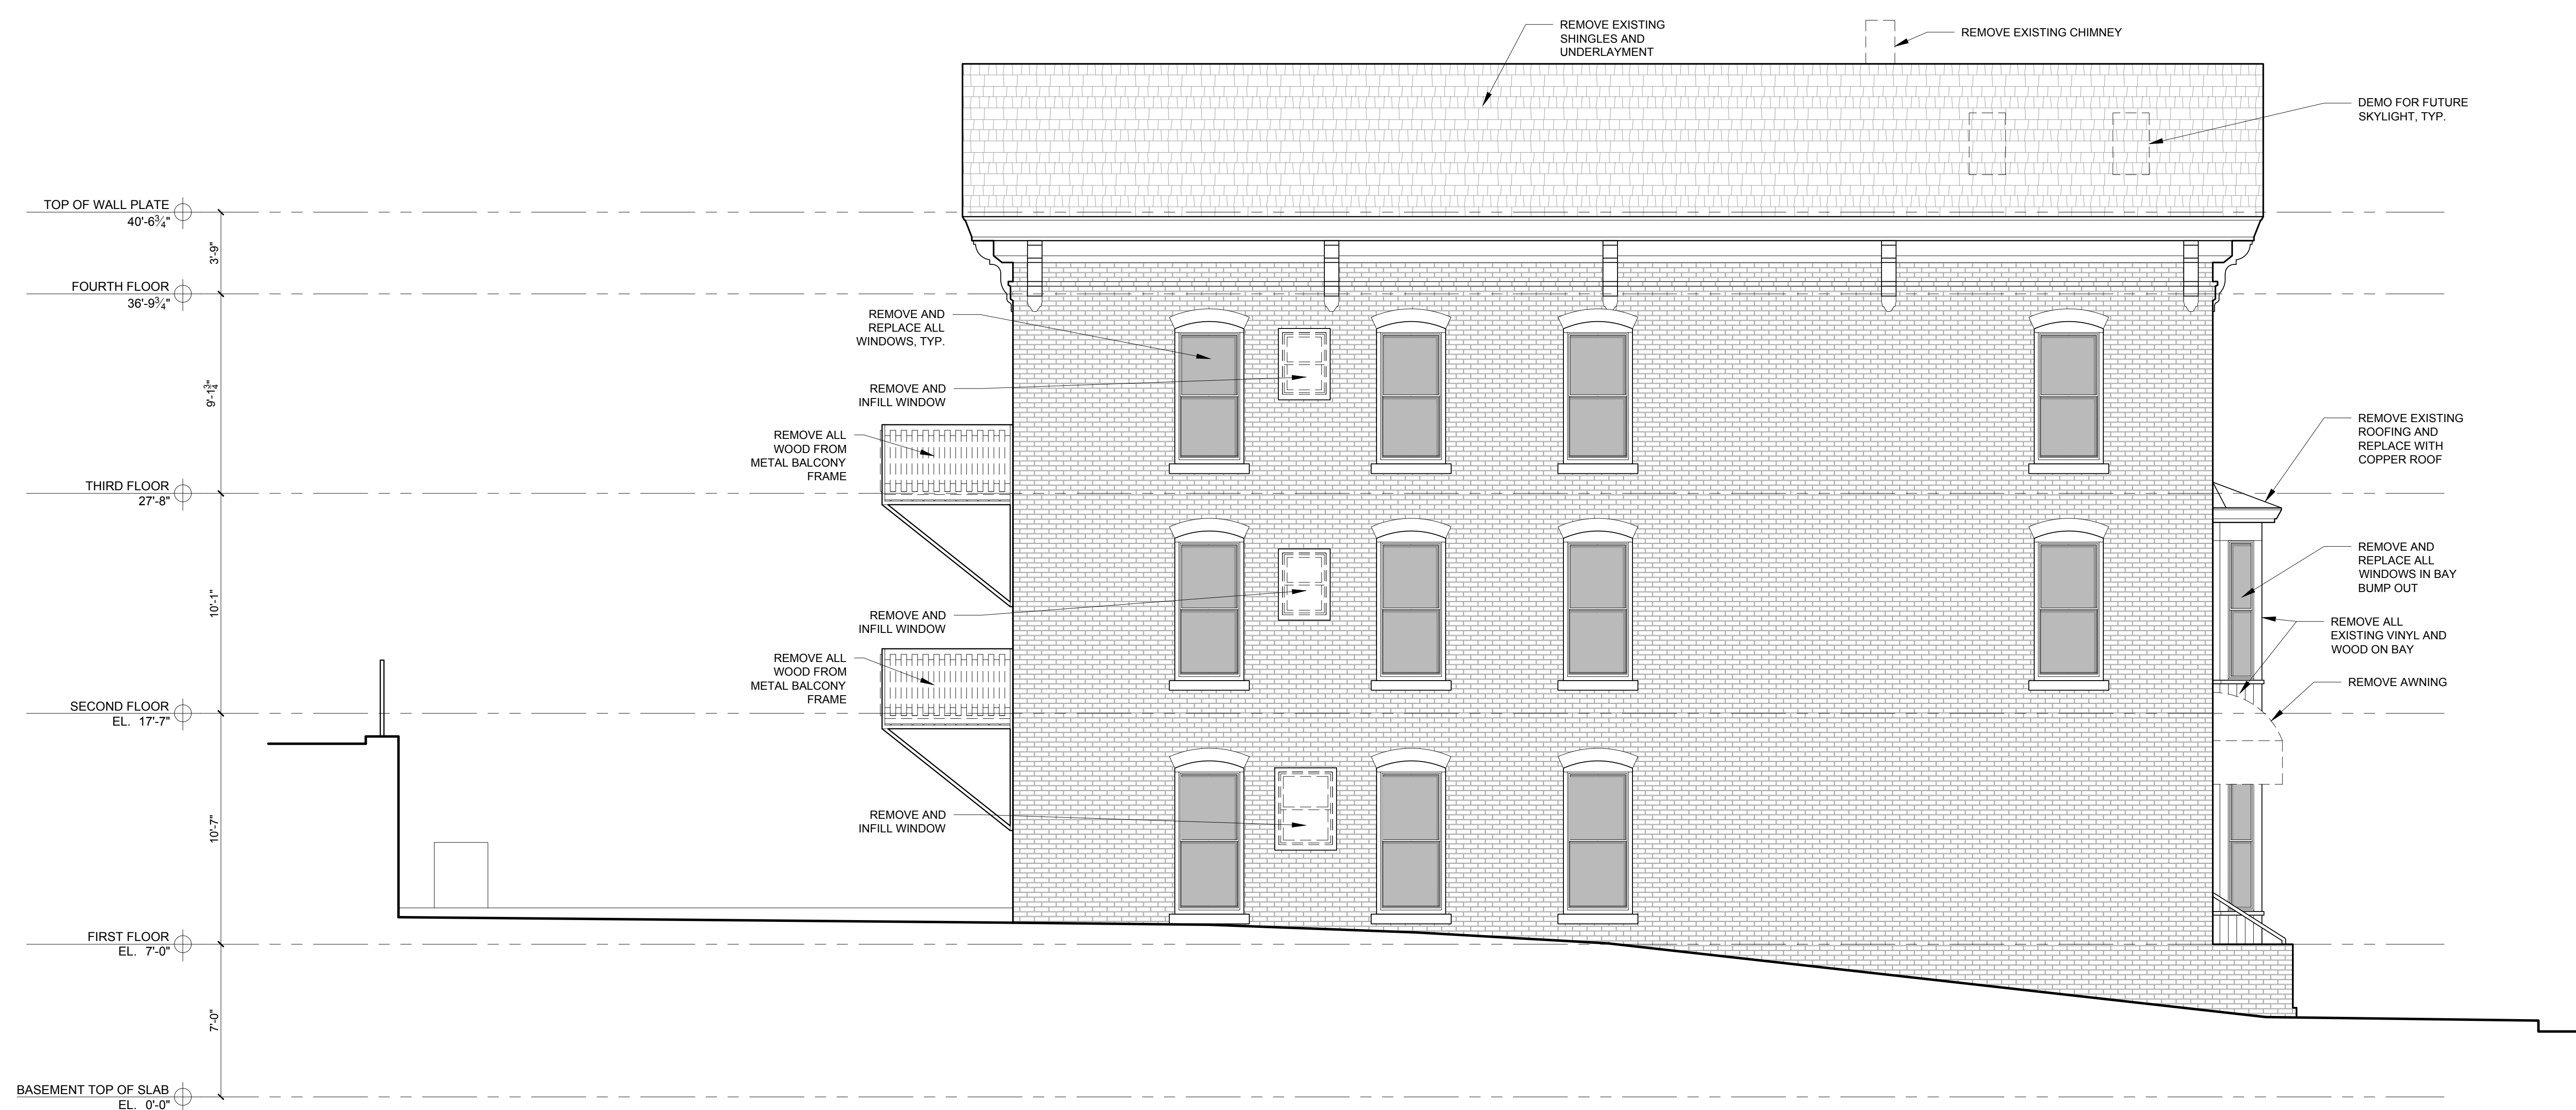 REMOVE EXISTING
SHINGLES AND
UNDERLAYMENT
REMOVE EXISTING CHIMNEY
DEMO FOR FUTURE
SKYLIGHT, TYP.
TOP OF WALL PLATE
40'-6¾"
3'-9"
FOURTH FLOOR
36'-9¾"
REMOVE AND
REPLACE ALL
WINDOWS, TYP.
9'-1¾"
REMOVE AND
INFILL WINDOW
REMOVE ALL
WOOD FROM
METAL BALCONY
FRAME
REMOVE EXISTING
ROOFING AND
REPLACE WITH
COPPER ROOF
THIRD FLOOR
27'-8"
REMOVE AND
REPLACE ALL
WINDOWS IN BAY
BUMP OUT
10'-1"
REMOVE AND
INFILL WINDOW
REMOVE ALL
EXISTING VINYL AND
WOOD ON BAY
REMOVE ALL
WOOD FROM
METAL BALCONY
FRAME
REMOVE AWNING
SECOND FLOOR
EL. 17'-7"
10'-7"
REMOVE AND
INFILL WINDOW
FIRST FLOOR
EL. 7'-0"
7'-0"
BASEMENT TOP OF SLAB
EL. 0'-0"